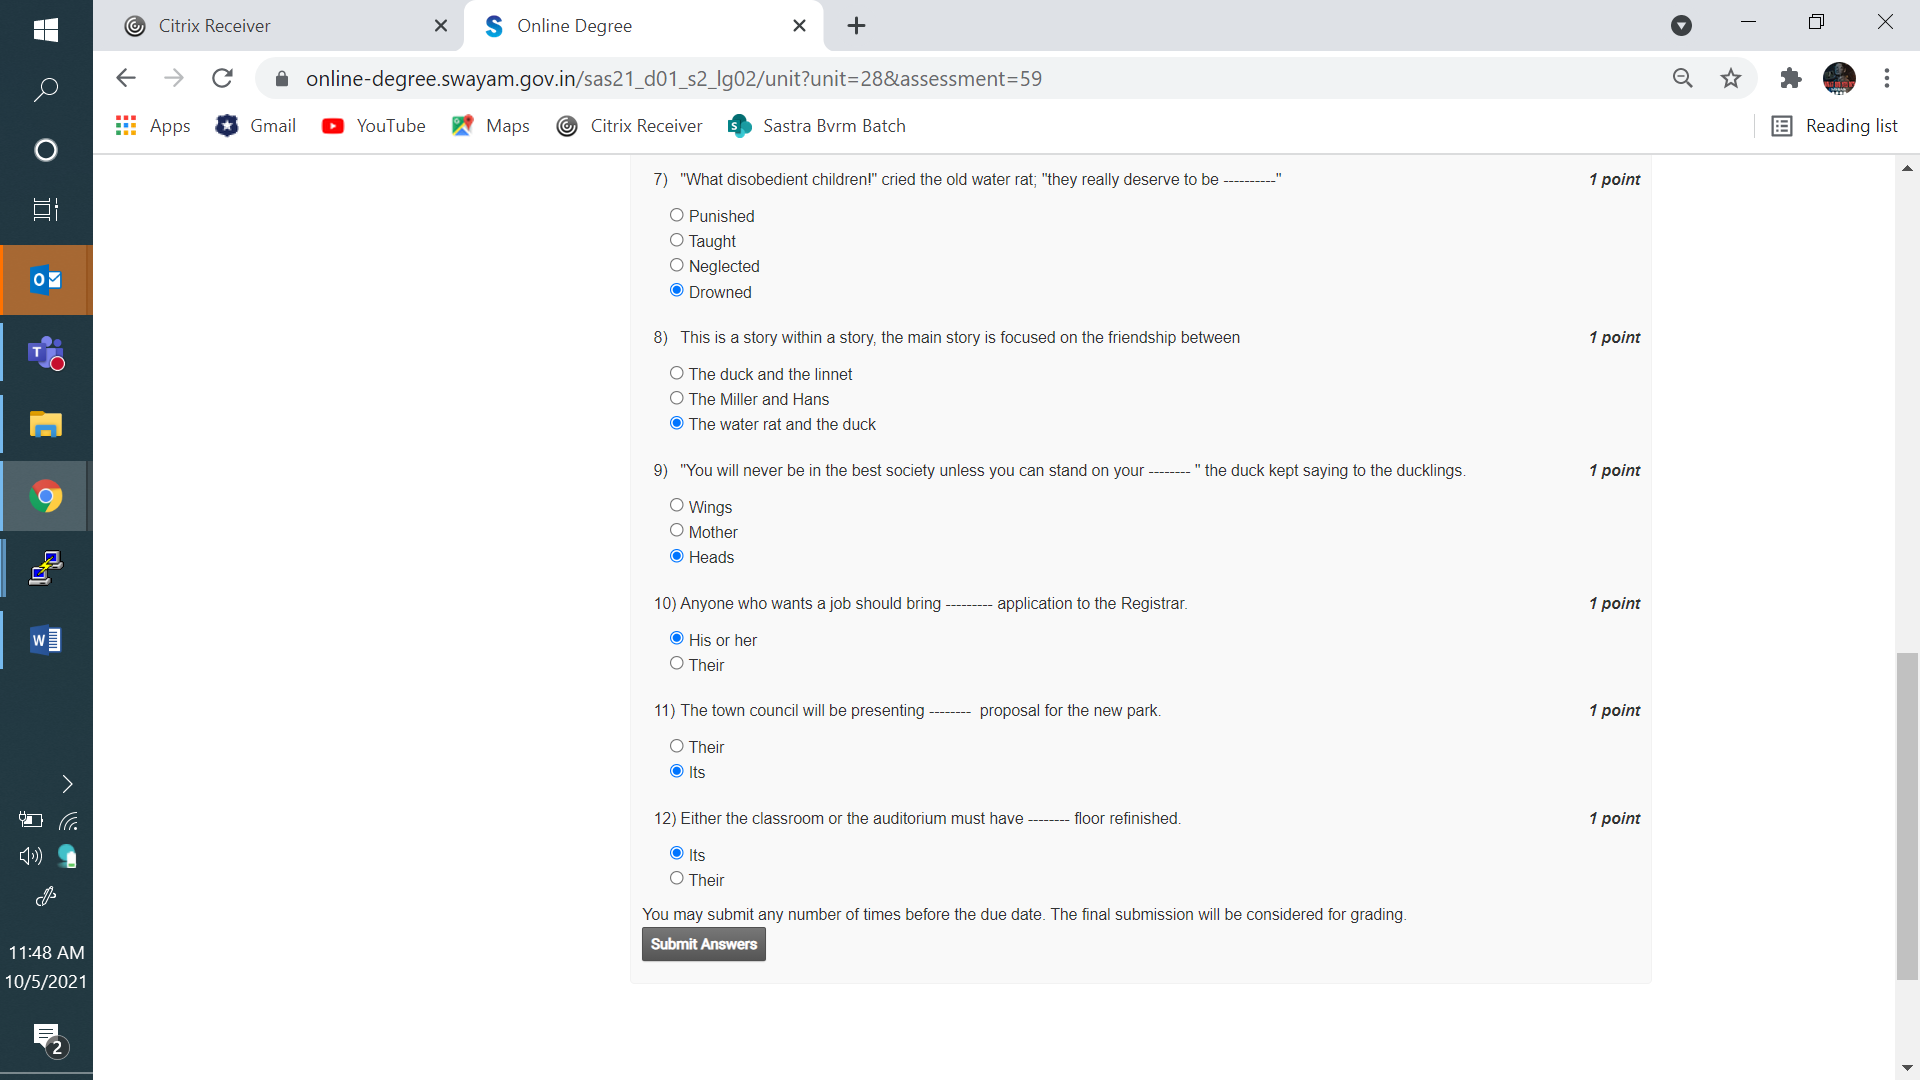 Citrix Receiver
Online Degree
online-degree.swayam.gov.in/sas21_d01_s2_lg02/unit?unit=28&assessment=59
Apps Gmail YouTube Maps Citrix Receiver Sastra Bvrm Batch Reading list
7) "What disobedient children!" cried the old water rat; "they really deserve to be ----------" 1 point
Punished
Taught
Neglected
Drowned
8) This is a story within a story, the main story is focused on the friendship between 1 point
The duck and the linnet
The Miller and Hans
The water rat and the duck
9) "You will never be in the best society unless you can stand on your -------- " the duck kept saying to the ducklings. 1 point
Wings
Mother
Heads
10) Anyone who wants a job should bring --------- application to the Registrar. 1 point
His or her
Their
11) The town council will be presenting -------- proposal for the new park. 1 point
Their
Its
12) Either the classroom or the auditorium must have -------- floor refinished. 1 point
Its
Their
You may submit any number of times before the due date. The final submission will be considered for grading.
Submit Answers
11:48 AM
10/5/2021
2